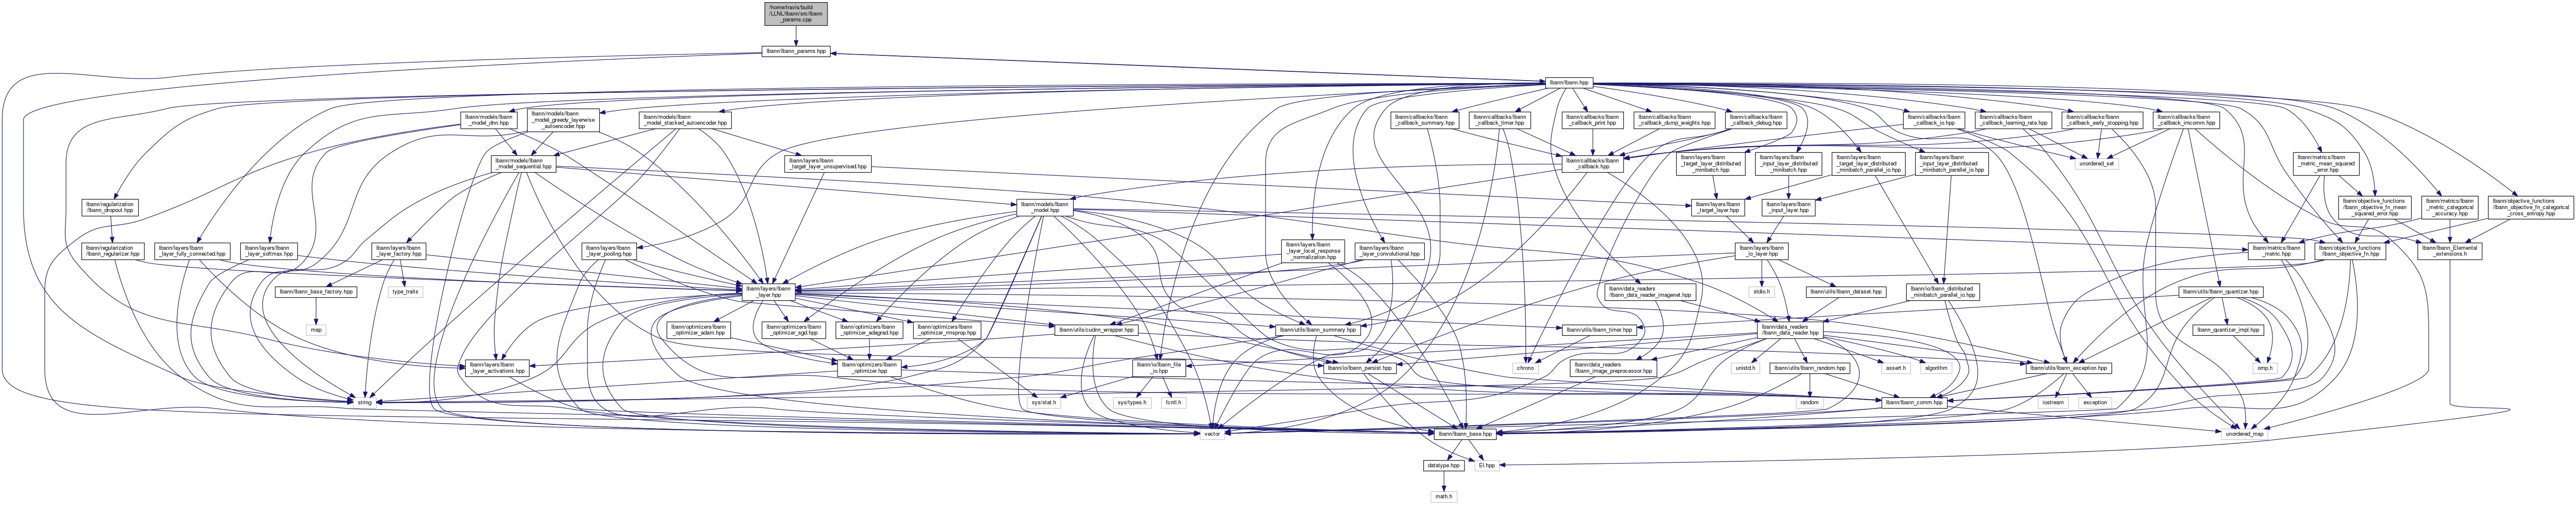 /home/travis/build
/LLNL/lbann/src/lbann
_params.cpp
lbann/lbann_params.hpp
lbann/lbann.hpp
lbann/models/lbann
_model_dnn.hpp
lbann/models/lbann
_model_greedy_layerwise
_autoencoder.hpp
lbann/models/lbann
_model_stacked_autoencoder.hpp
lbann/callbacks/lbann
_callback_summary.hpp
lbann/callbacks/lbann
_callback_timer.hpp
lbann/callbacks/lbann
_callback_print.hpp
lbann/callbacks/lbann
_callback_dump_weights.hpp
lbann/callbacks/lbann
_callback_debug.hpp
lbann/callbacks/lbann
_callback_io.hpp
lbann/callbacks/lbann
_callback_learning_rate.hpp
lbann/callbacks/lbann
_callback_early_stopping.hpp
lbann/callbacks/lbann
_callback_imcomm.hpp
lbann/models/lbann
_model_sequential.hpp
lbann/layers/lbann
_target_layer_unsupervised.hpp
lbann/callbacks/lbann
_callback.hpp
lbann/layers/lbann
_target_layer_distributed
_minibatch.hpp
lbann/layers/lbann
_input_layer_distributed
_minibatch.hpp
lbann/layers/lbann
_target_layer_distributed
_minibatch_parallel_io.hpp
lbann/layers/lbann
_input_layer_distributed
_minibatch_parallel_io.hpp
unordered_set
lbann/metrics/lbann
_metric_mean_squared
_error.hpp
lbann/regularization
/lbann_dropout.hpp
lbann/models/lbann
_model.hpp
lbann/layers/lbann
_target_layer.hpp
lbann/layers/lbann
_input_layer.hpp
lbann/objective_functions
/lbann_objective_fn_mean
_squared_error.hpp
lbann/metrics/lbann
_metric_categorical
_accuracy.hpp
lbann/objective_functions
/lbann_objective_fn_categorical
_cross_entropy.hpp
lbann/regularization
/lbann_regularizer.hpp
lbann/layers/lbann
_layer_fully_connected.hpp
lbann/layers/lbann
_layer_softmax.hpp
lbann/layers/lbann
_layer_factory.hpp
lbann/layers/lbann
_layer_pooling.hpp
lbann/layers/lbann
_layer_local_response
_normalization.hpp
lbann/layers/lbann
_layer_convolutional.hpp
lbann/layers/lbann
_io_layer.hpp
lbann/metrics/lbann
_metric.hpp
lbann/objective_functions
/lbann_objective_fn.hpp
lbann/lbann_Elemental
_extensions.h
lbann/lbann_base_factory.hpp
type_traits
lbann/layers/lbann
_layer.hpp
lbann/data_readers
/lbann_data_reader_imagenet.hpp
stdio.h
lbann/utils/lbann_dataset.hpp
lbann/io/lbann_distributed
_minibatch_parallel_io.hpp
lbann/utils/lbann_quantizer.hpp
map
lbann/optimizers/lbann
_optimizer_adam.hpp
lbann/optimizers/lbann
_optimizer_sgd.hpp
lbann/optimizers/lbann
_optimizer_adagrad.hpp
lbann/optimizers/lbann
_optimizer_rmsprop.hpp
lbann/utils/cudnn_wrapper.hpp
lbann/utils/lbann_summary.hpp
lbann/utils/lbann_timer.hpp
lbann/data_readers
/lbann_data_reader.hpp
lbann_quantizer_impl.hpp
lbann/layers/lbann
_layer_activations.hpp
lbann/optimizers/lbann
_optimizer.hpp
lbann/io/lbann_file
_io.hpp
lbann/io/lbann_persist.hpp
chrono
lbann/data_readers
/lbann_image_preprocessor.hpp
unistd.h
lbann/utils/lbann_random.hpp
assert.h
algorithm
lbann/utils/lbann_exception.hpp
omp.h
string
sys/stat.h
sys/types.h
fcntl.h
random
lbann/lbann_comm.hpp
iostream
exception
vector
lbann/lbann_base.hpp
unordered_map
datatype.hpp
El.hpp
math.h